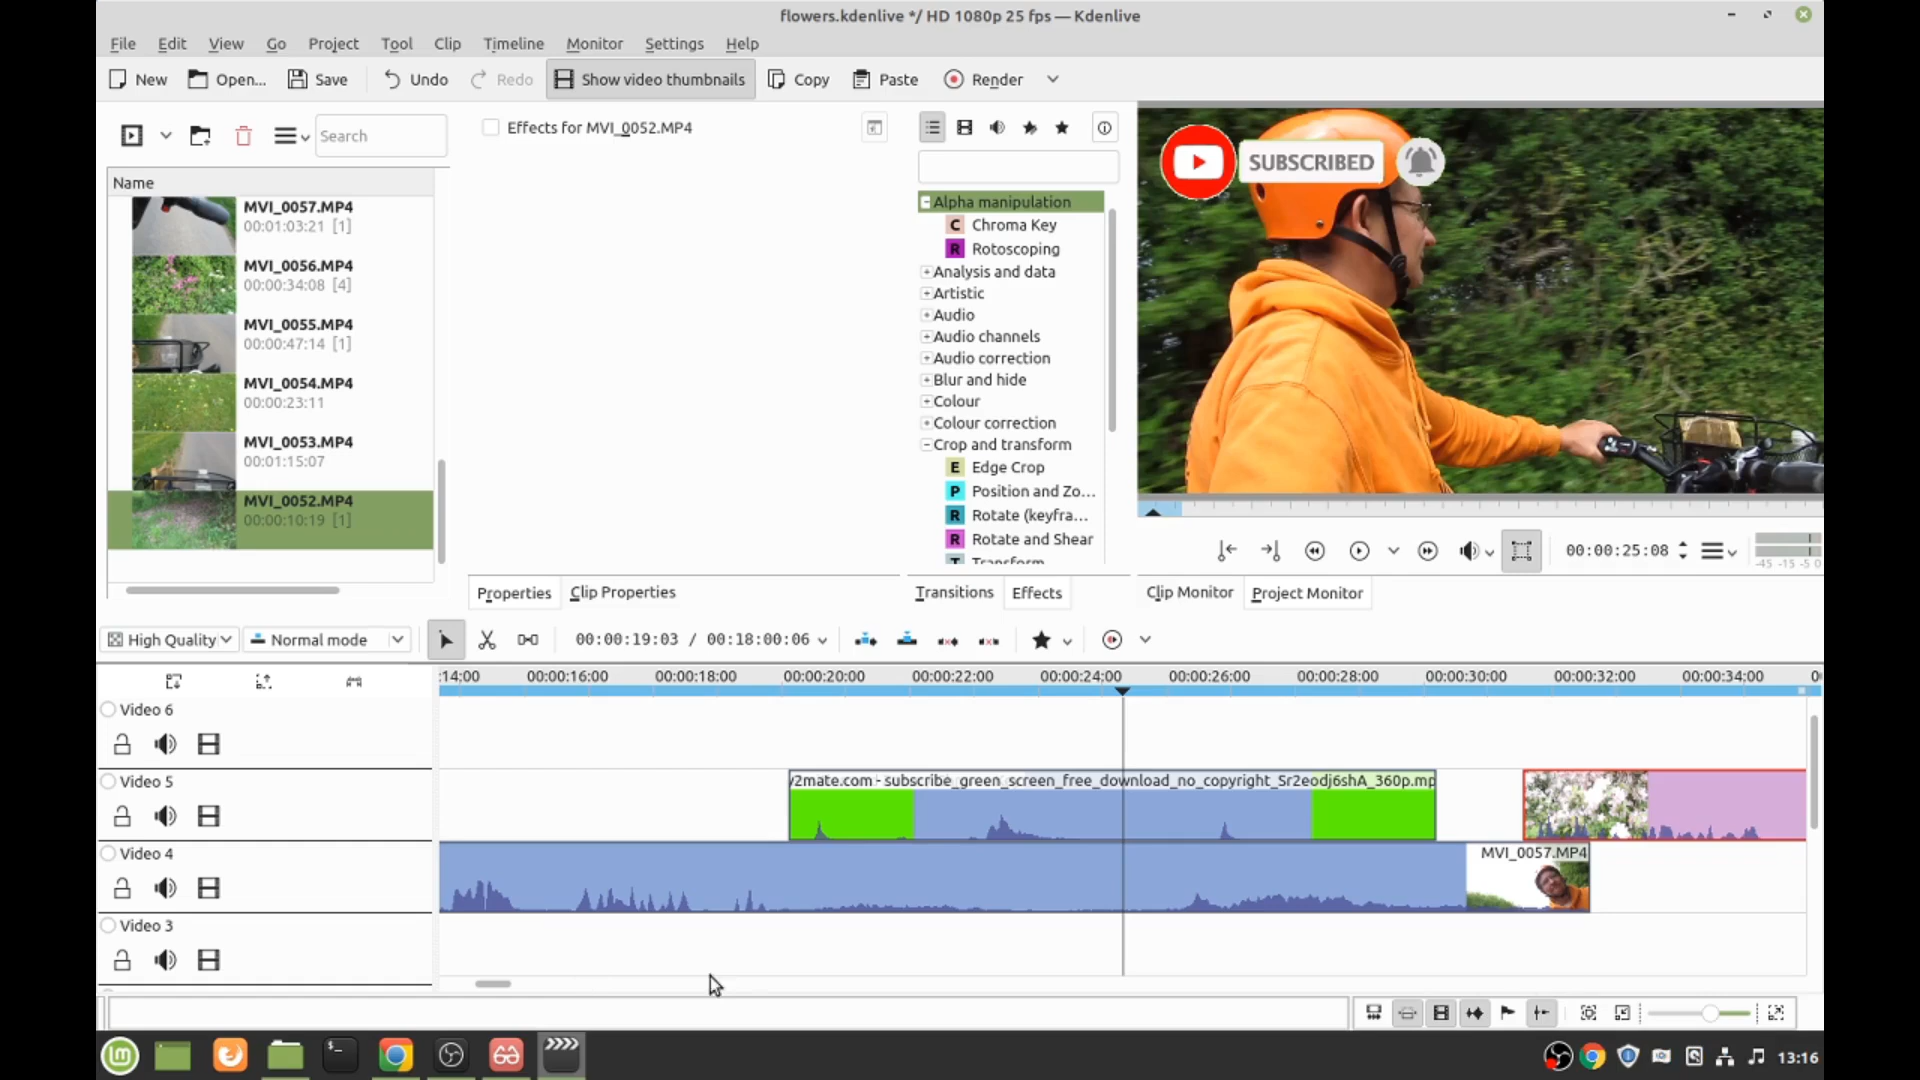 flowers.kdenlive */ HD 1080p 25 fps — Kdenlive
File Edit View Go Project Tool Clip Timeline Monitor Settings Help
New Open... Save Undo Redo Show video thumbnails Copy Paste Render
Search
Name
MVI_0057.MP4
00:01:03:21 [1]
MVI_0056.MP4
00:00:34:08 [4]
MVI_0055.MP4
00:00:47:14 [1]
MVI_0054.MP4
00:00:23:11
MVI_0053.MP4
00:01:15:07
MVI_0052.MP4
00:00:10:19 [1]
Effects for MVI_0052.MP4
Properties Clip Properties
Alpha manipulation
C Chroma Key
R Rotoscoping
Analysis and data
Artistic
Audio
Audio channels
Audio correction
Blur and hide
Colour
Colour correction
Crop and transform
E Edge Crop
P Position and Zo...
R Rotate (keyfra...
R Rotate and Shear
T Transform
Transitions Effects
SUBSCRIBED
00:00:25:08
-45 -15 -5 0
Clip Monitor Project Monitor
High Quality Normal mode 00:00:19:03 / 00:18:00:06
:14:00 00:00:16:00 00:00:18:00 00:00:20:00 00:00:22:00 00:00:24:00 00:00:26:00 00:00:28:00 00:00:30:00 00:00:32:00 00:00:34:00 0
Video 6
Video 5
y2mate.com - subscribe_green_screen_free_download_no_copyright_Sr2eodj6shA_360p.mp
Video 4
MVI_0057.MP4
Video 3
13:16